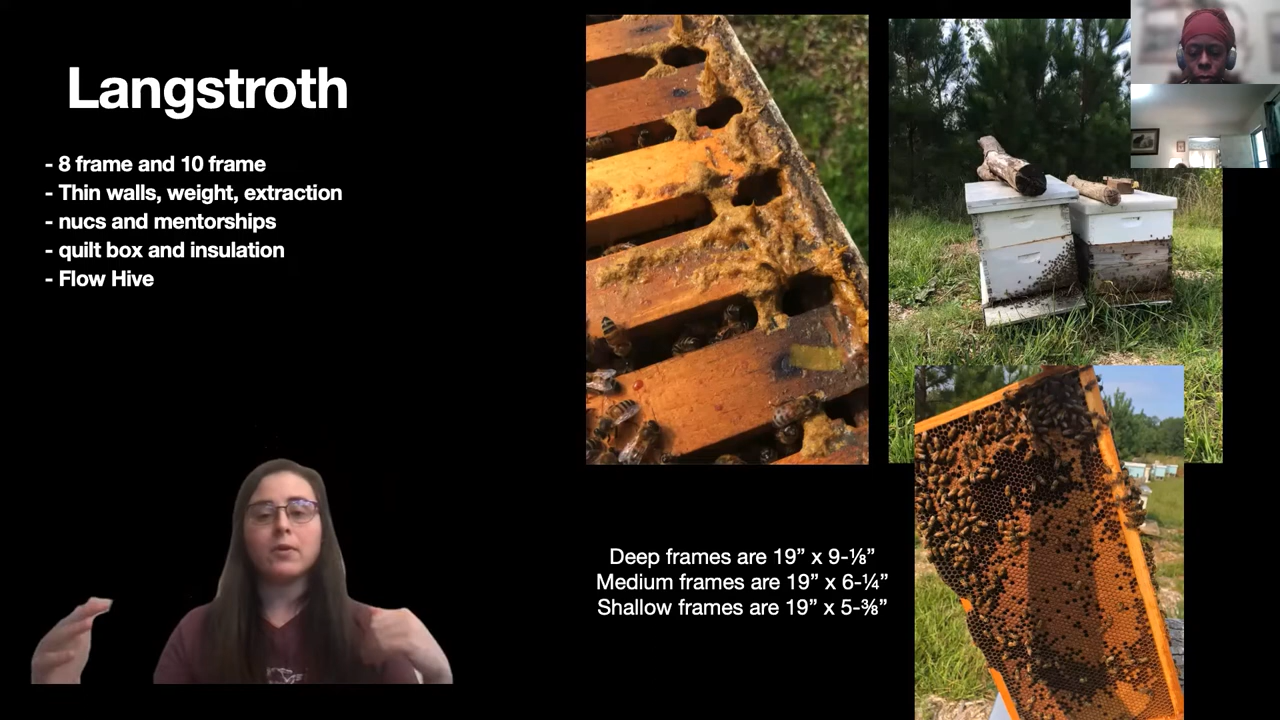 Langstroth
- 8 frame and 10 frame
- Thin walls, weight, extraction
- nucs and mentorships
- quilt box and insulation
- Flow Hive
Deep frames are 19” x 9-⅛”
Medium frames are 19” x 6-¼”
Shallow frames are 19” x 5-⅜”